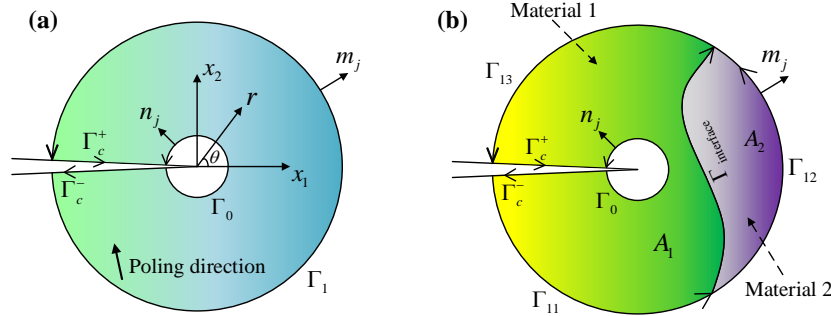 (a)
x₂
mⱼ
nⱼ
r
Γc⁺
θ
x₁
Γc⁻
Γ₀
Poling direction
Γ₁
(b)
Material 1
mⱼ
Γ₁₃
nⱼ
Γc⁺
Γinterface
A₂
Γ₁₂
Γc⁻
Γ₀
A₁
Material 2
Γ₁₁